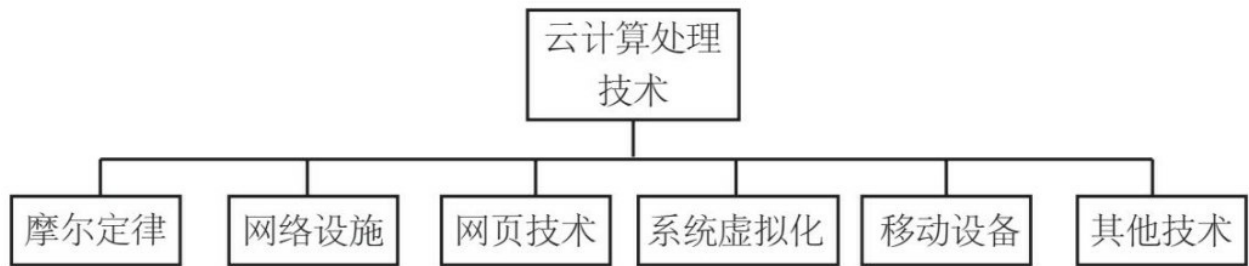 云计算处理
技术
摩尔定律
网络设施
网页技术
系统虚拟化
移动设备
其他技术